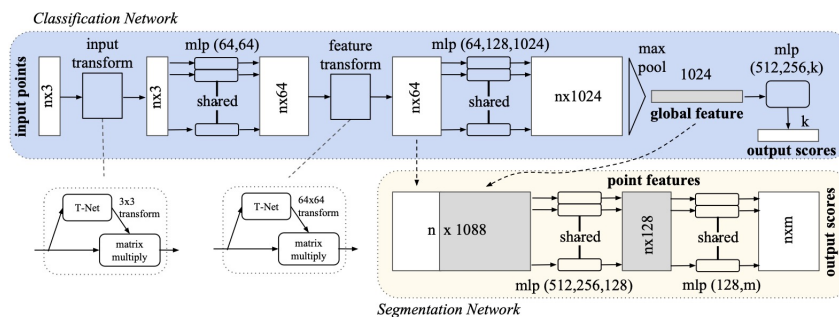 Classification Network
input points
nx3
input
transform
nx3
mlp (64,64)
shared
nx64
feature
transform
nx64
mlp (64,128,1024)
shared
nx1024
max
pool
1024
global feature
mlp
(512,256,k)
k
output scores
T-Net
3x3
transform
matrix
multiply
T-Net
64x64
transform
matrix
multiply
point features
n x 1088
shared
mlp (512,256,128)
nx128
shared
mlp (128,m)
nxm
output scores
Segmentation Network